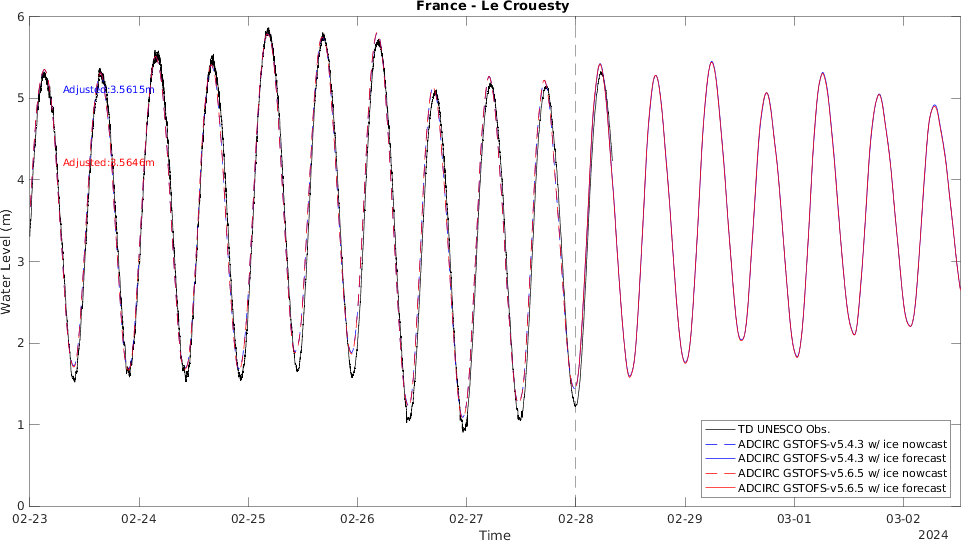 France - Le Crouesty
6
5
4
3
2
1
0
Water Level (m)
Adjusted:3.5615m
Adjusted:3.5646m
TD UNESCO Obs.
ADCIRC GSTOFS-v5.4.3 w/ ice nowcast
ADCIRC GSTOFS-v5.4.3 w/ ice forecast
ADCIRC GSTOFS-v5.6.5 w/ ice nowcast
ADCIRC GSTOFS-v5.6.5 w/ ice forecast
02-23 02-24 02-25 02-26 02-27 02-28 02-29 03-01 03-02
Time
2024